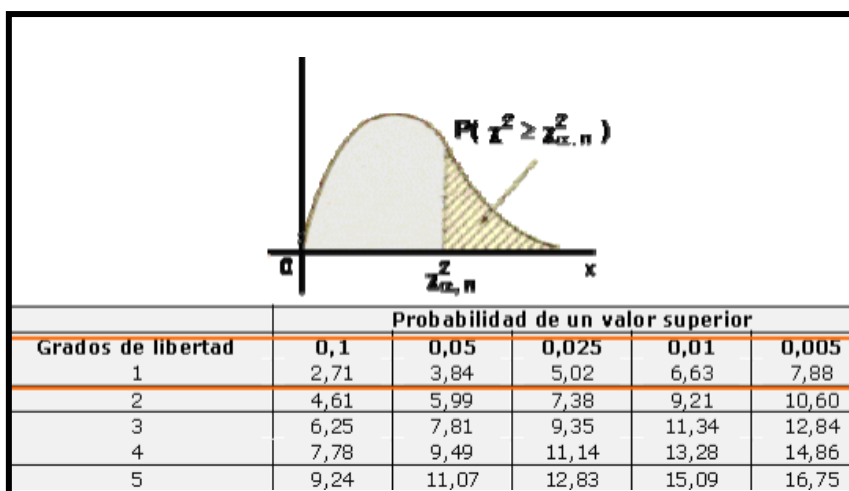 P( χ² ≥ χ²α, n )
0
χ²α, n
x
Probabilidad de un valor superior
Grados de libertad 0,1 0,05 0,025 0,01 0,005
1 2,71 3,84 5,02 6,63 7,88
2 4,61 5,99 7,38 9,21 10,60
3 6,25 7,81 9,35 11,34 12,84
4 7,78 9,49 11,14 13,28 14,86
5 9,24 11,07 12,83 15,09 16,75